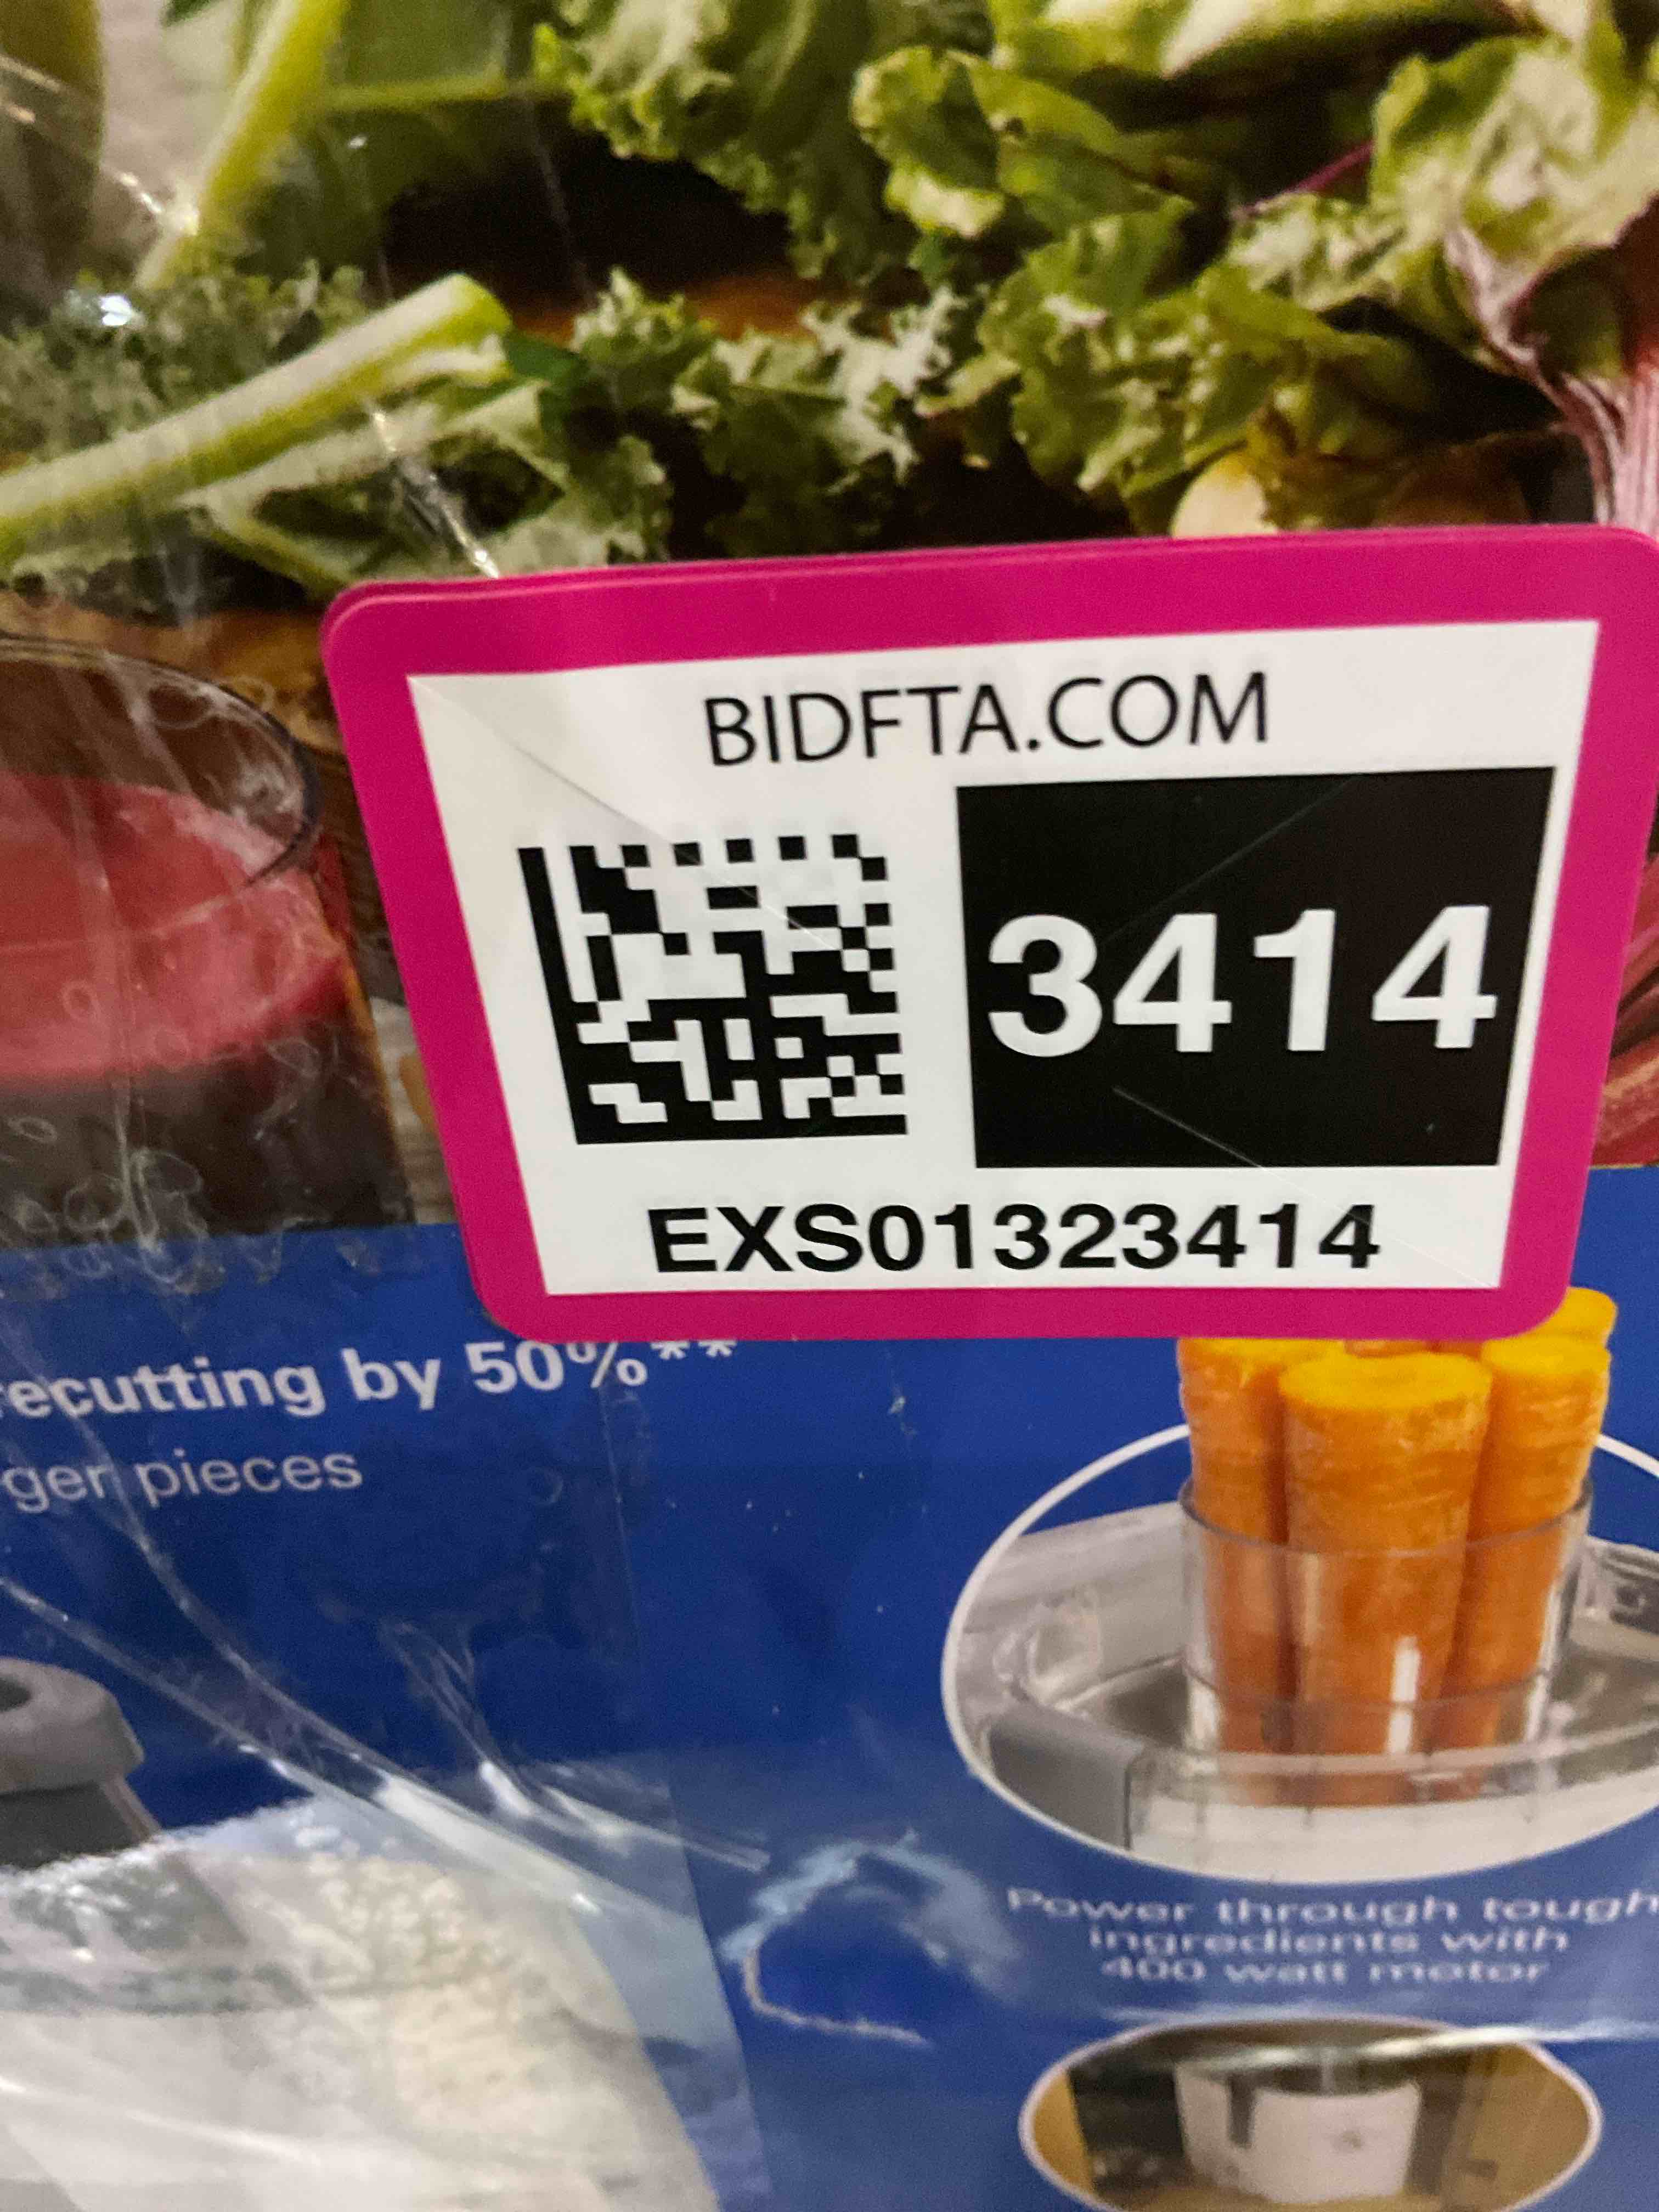 BIDFTA.COM
3414
EXS01323414
ecutting by 50%**
ger pieces
Power through tough
ingredients with
400 watt motor